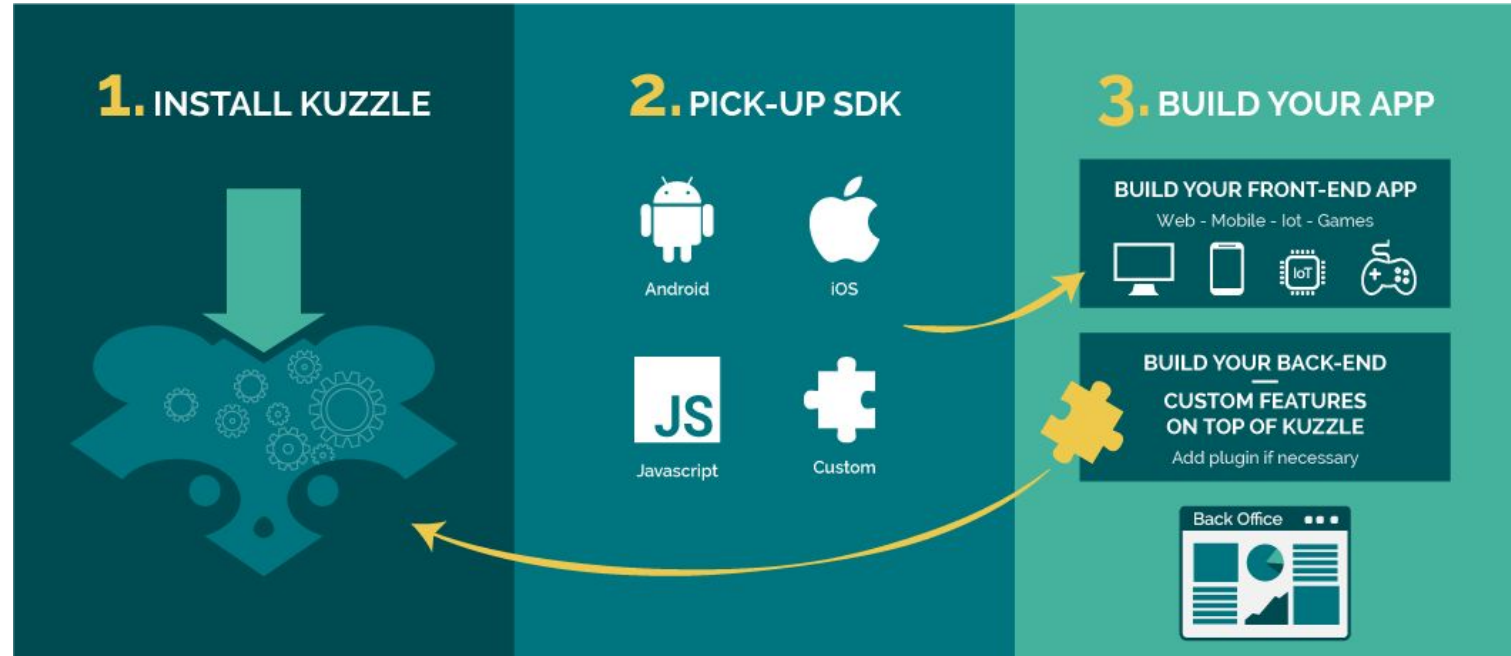 1. INSTALL KUZZLE
2. PICK-UP SDK
Android
iOS
JS
Javascript
Custom
3. BUILD YOUR APP
BUILD YOUR FRONT-END APP
Web - Mobile - Iot - Games
IoT
BUILD YOUR BACK-END
CUSTOM FEATURES
ON TOP OF KUZZLE
Add plugin if necessary
Back Office